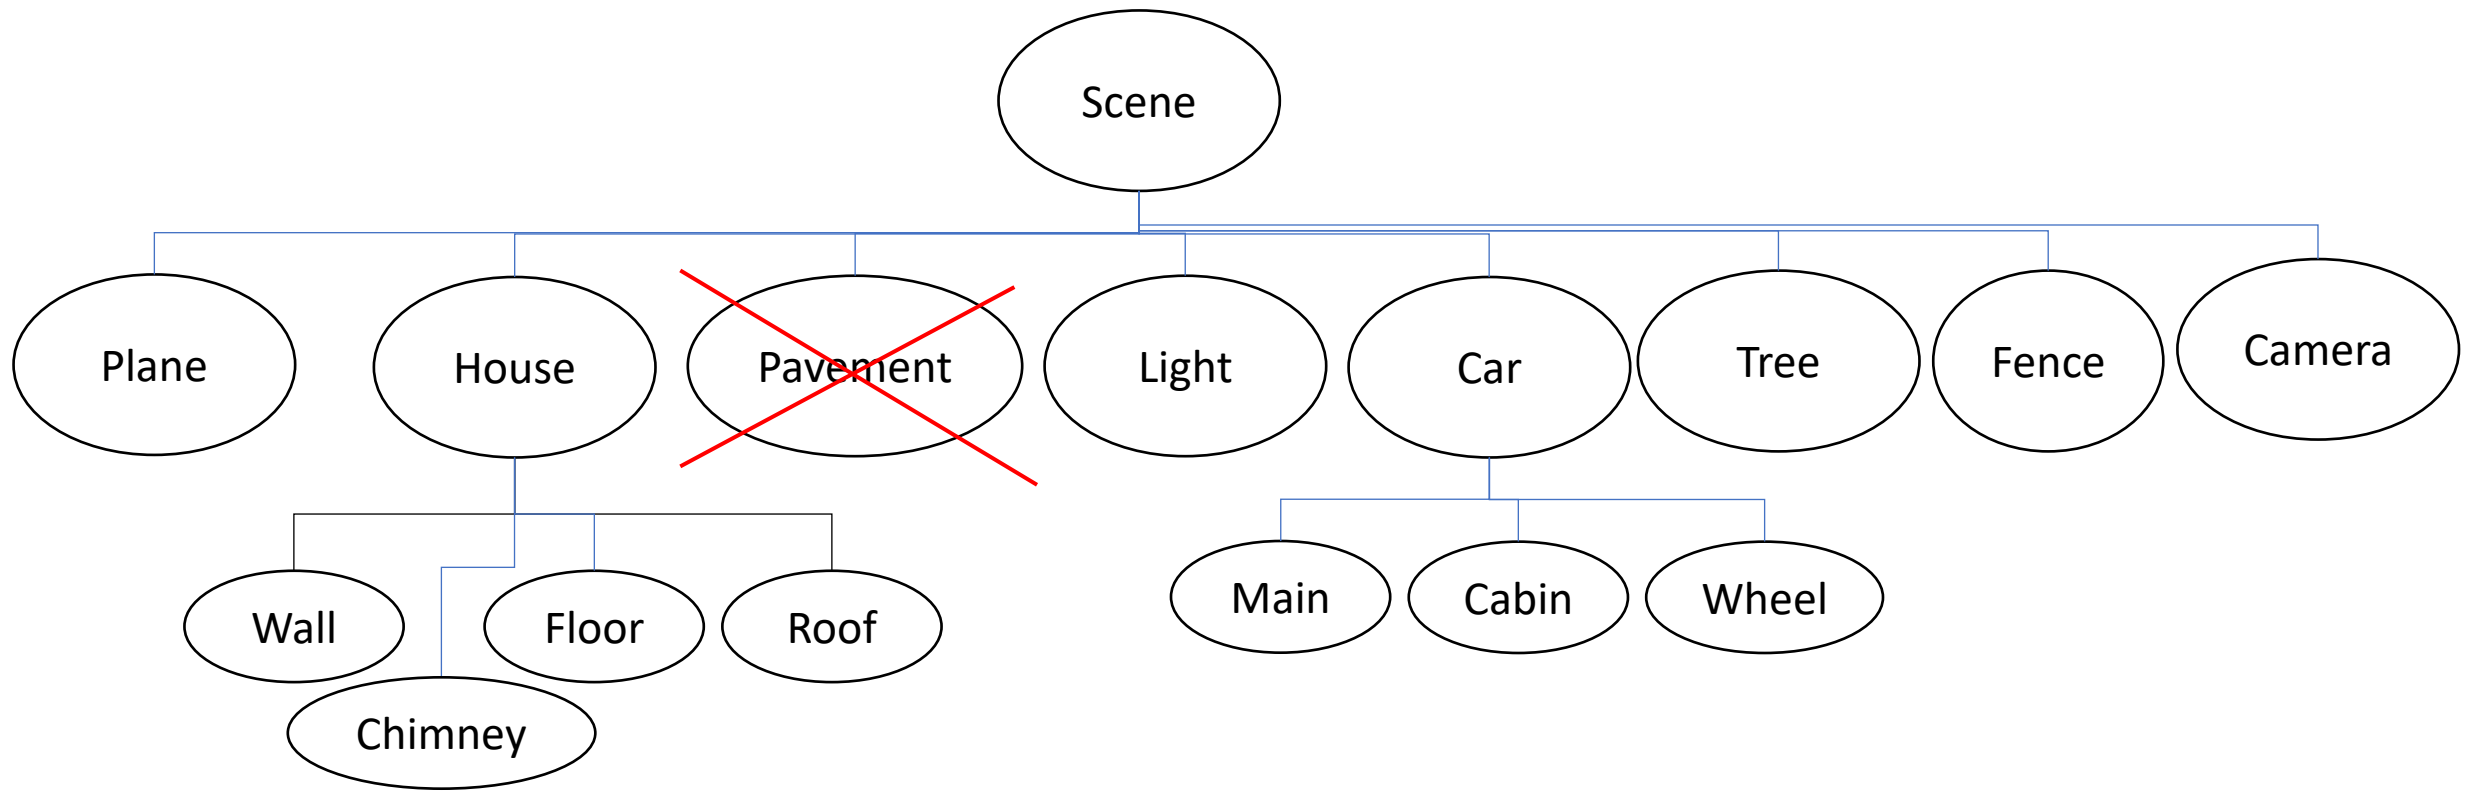 Scene
Plane
House
Pavement
Light
Car
Tree
Fence
Camera
Wall
Floor
Roof
Main
Cabin
Wheel
Chimney